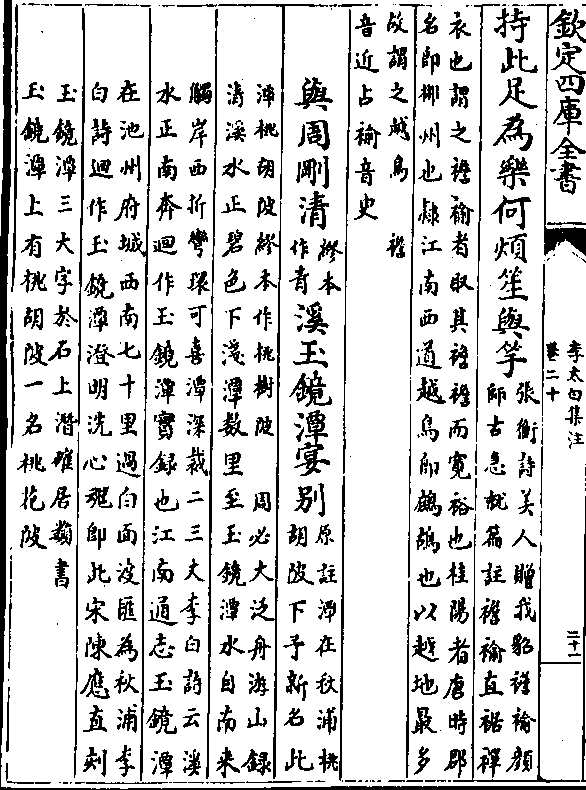 欽定四庫全書
李太白集注
卷二十
二十一
持此足為樂何煩笙與竽
張衡詩美人贈我貂襜褕顔
師古急就篇註襜褕直裾襌
衣也謂之襜褕者取其襜襜而寛裕也桂陽者唐時郡
名即郴州也隸江南西道越鳥即鷓鴣也以越地最多
故謂之越鳥 襜
音近占褕音史
與周剛清
繆本
作青
溪玉鏡潭宴别
原註潭在秋浦桃
胡陂下予新名此
潭桃胡陂繆本作桃樹陂 周必大泛舟游山録
清溪水正碧色下淺潭數里至玉鏡潭水自南来
觸岸西折彎環可喜潭深裁二三丈李白詩云溪
水正南奔迴作玉鏡潭實録也江南通志玉鏡潭
在池州府城西南七十里過白面渡匯為秋浦李
白詩迴作玉鏡潭澄明洗心魂即此宋陳應直刻
玉鏡潭三大字於石上潛確居類書
玉鏡潭上有桃胡陂一名桃花陂